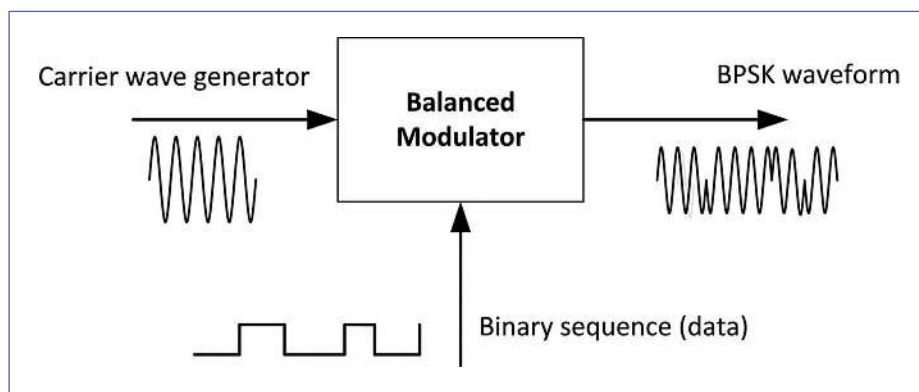 Carrier wave generator
BPSK waveform
Balanced
Modulator
Binary sequence (data)